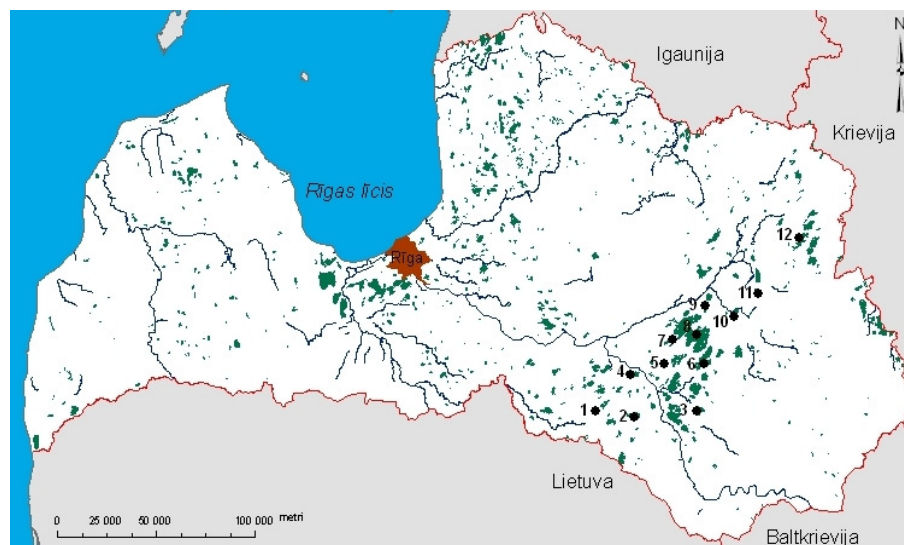 N
Igaunija
Krievija
Rīgas līcis
Rīga
12
11
9
10
8
7
5
6
4
1
2
3
Lietuva
0 25 000 50 000 100 000 metri
Baltkrievija